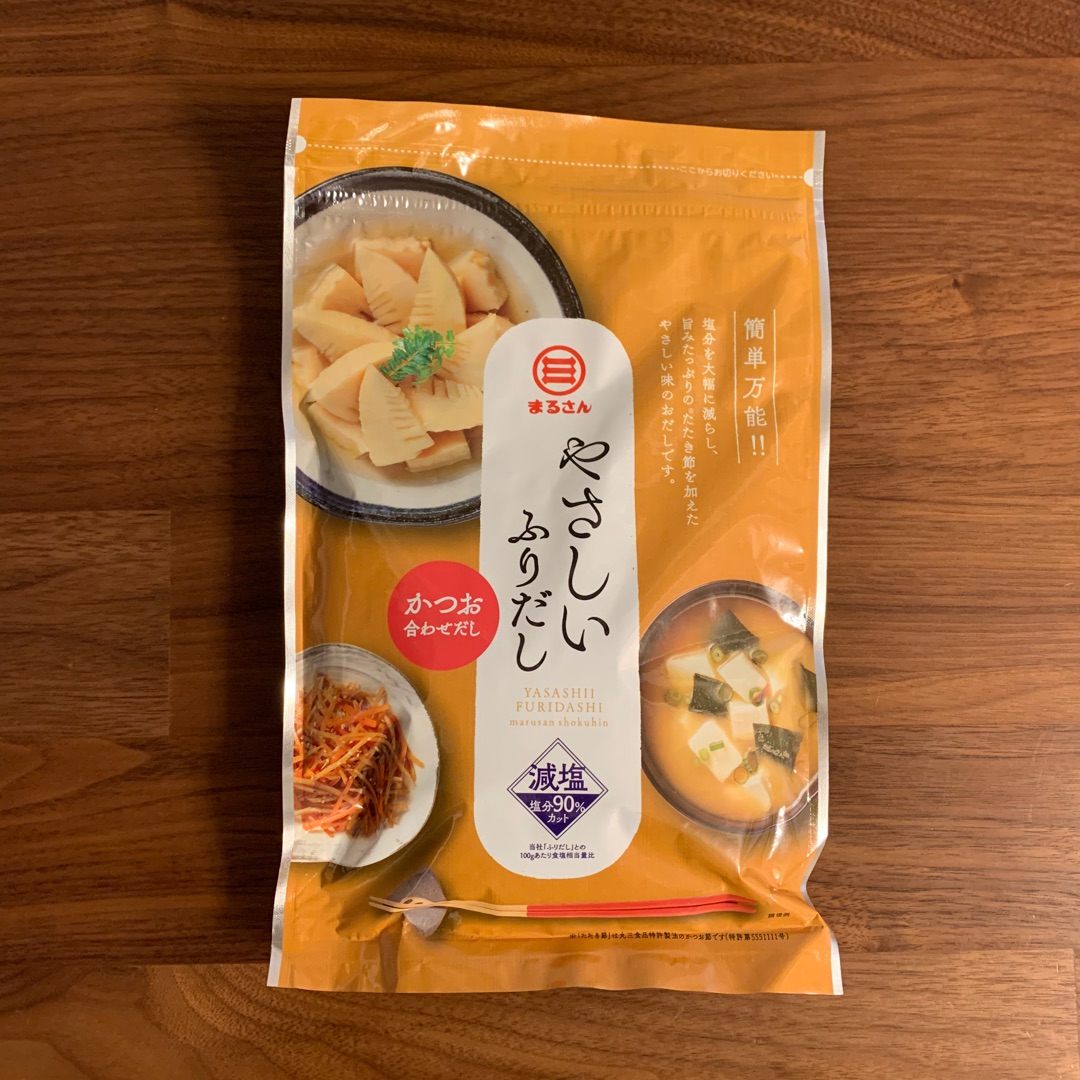 ここからお切りください
簡単万能!!
塩分を大幅に減らし、
旨みたっぷりの※たたき節を加えた
やさしい味のおだしです。
まるさん
やさしい
ふりだし
かつお
合わせだし
YASASHII
FURIDASHI
marusan shokuhin
減塩
塩分90%
カット
当社「ふりだし」との
100gあたり食塩相当量比
調理例
※「たたき節」は丸三食品特許製法のかつお節です(特許第5551111号)